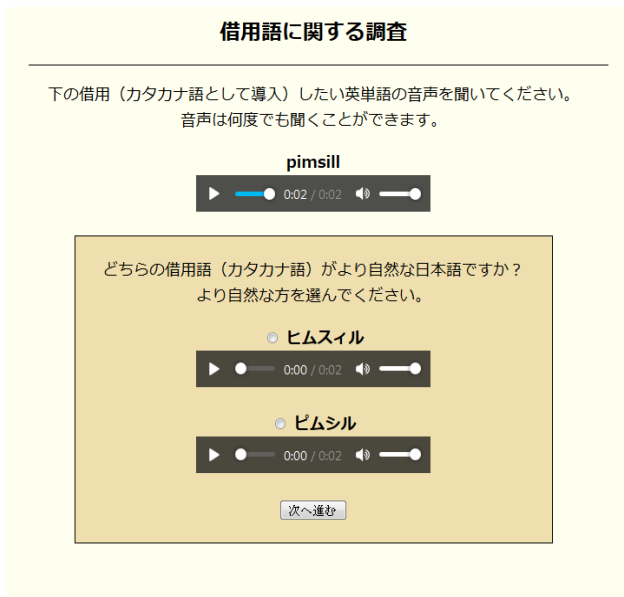 借用語に関する調査
下の借用（カタカナ語として導入）したい英単語の音声を聞いてください。
音声は何度でも聞くことができます。
pimsill
0:02 / 0:02
どちらの借用語（カタカナ語）がより自然な日本語ですか？
より自然な方を選んでください。
ヒムスィル
0:00 / 0:02
ピムシル
0:00 / 0:02
次へ進む